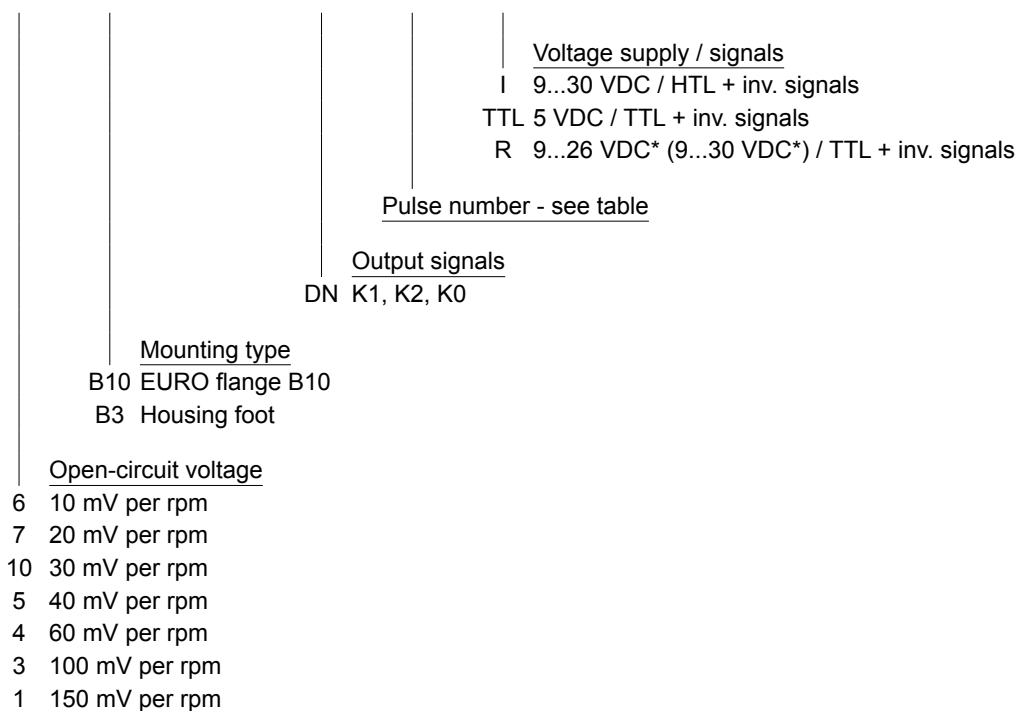 Voltage supply / signals
I 9...30 VDC / HTL + inv. signals
TTL 5 VDC / TTL + inv. signals
R 9...26 VDC* (9...30 VDC*) / TTL + inv. signals
Pulse number - see table
Output signals
DN K1, K2, K0
Mounting type
B10 EURO flange B10
B3 Housing foot
Open-circuit voltage
6 10 mV per rpm
7 20 mV per rpm
10 30 mV per rpm
5 40 mV per rpm
4 60 mV per rpm
3 100 mV per rpm
1 150 mV per rpm